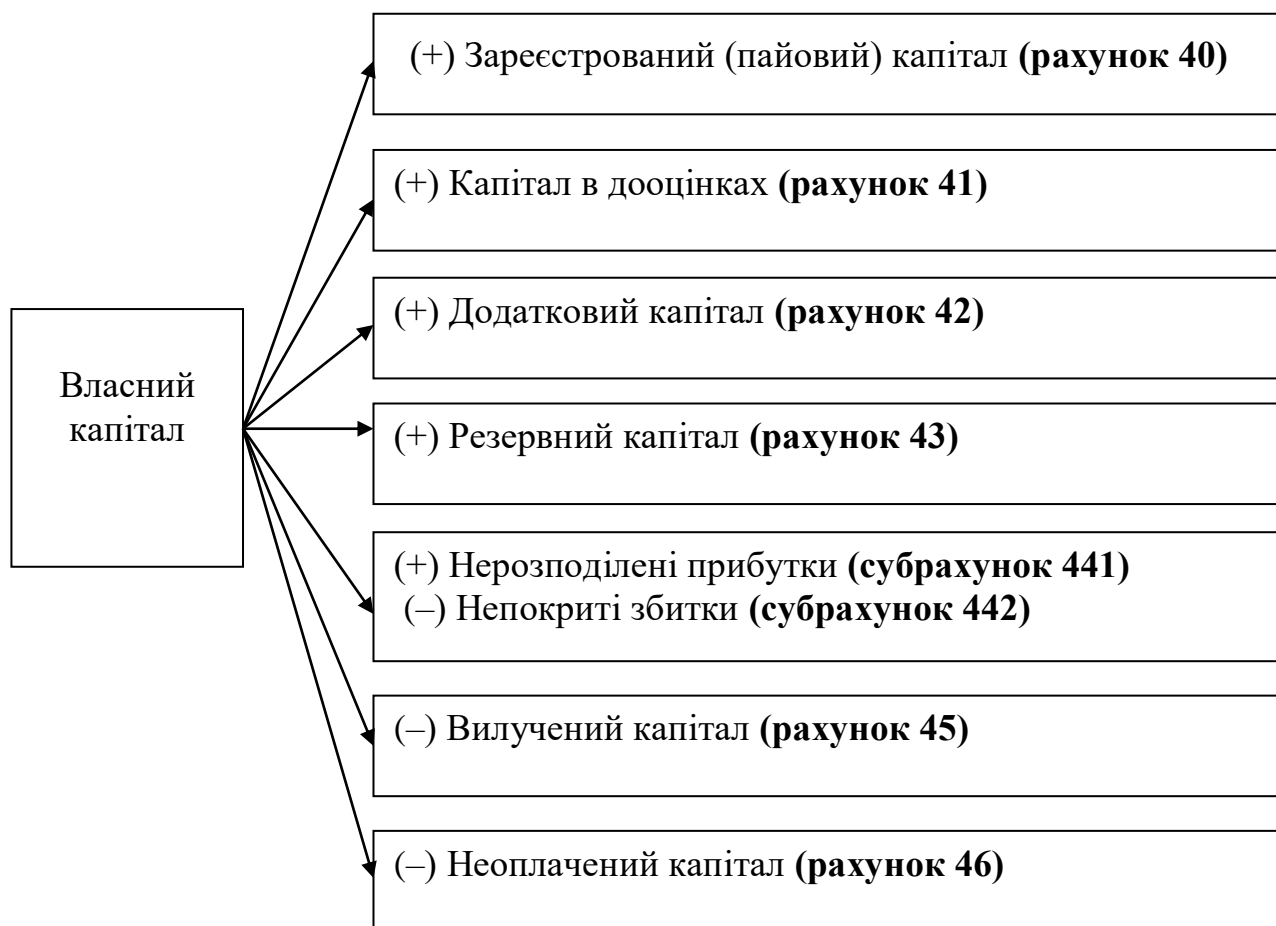 (+) Зареєстрований (пайовий) капітал (рахунок 40)
(+) Капітал в дооцінках (рахунок 41)
(+) Додатковий капітал (рахунок 42)
Власний
капітал
(+) Резервний капітал (рахунок 43)
(+) Нерозподілені прибутки (субрахунок 441)
(–) Непокриті збитки (субрахунок 442)
(–) Вилучений капітал (рахунок 45)
(–) Неоплачений капітал (рахунок 46)